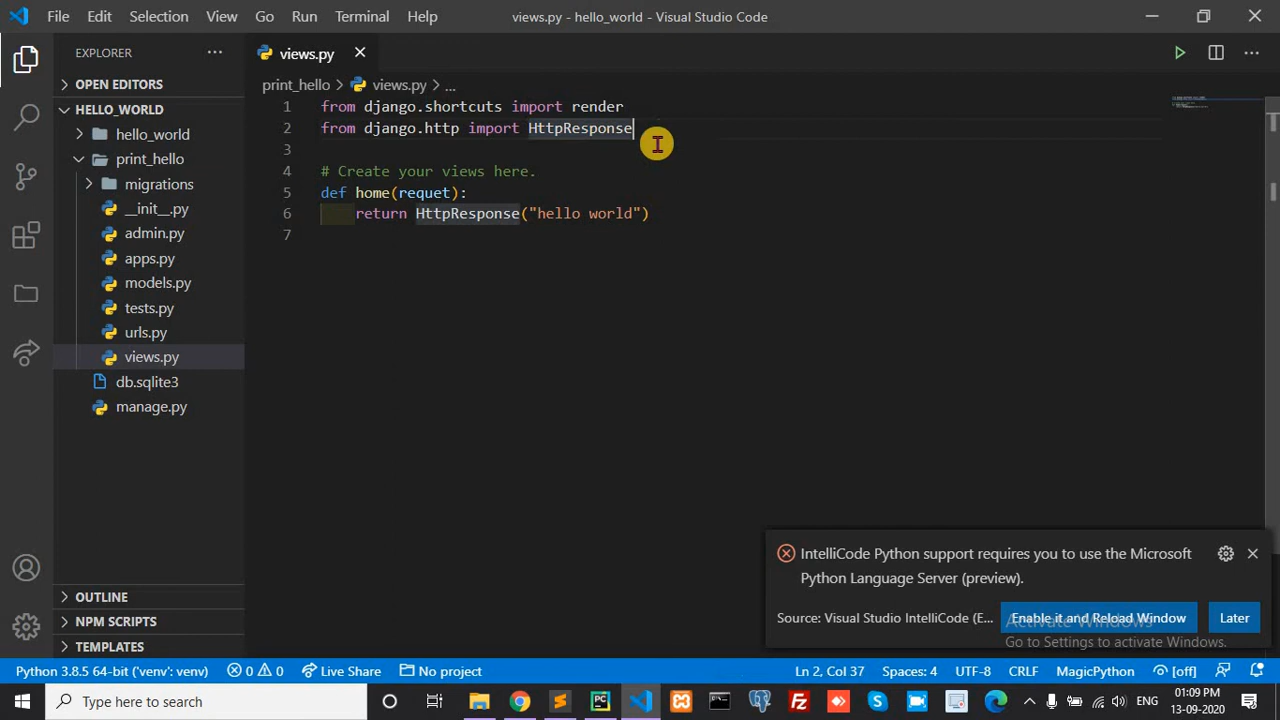 File Edit Selection View Go Run Terminal Help
views.py - hello_world - Visual Studio Code
EXPLORER
OPEN EDITORS
HELLO_WORLD
hello_world
print_hello
migrations
__init__.py
admin.py
apps.py
models.py
tests.py
urls.py
views.py
db.sqlite3
manage.py
OUTLINE
NPM SCRIPTS
TEMPLATES
views.py
print_hello > views.py > ...
1 from django.shortcuts import render
2 from django.http import HttpResponse
3
4 # Create your views here.
5 def home(requet):
6 return HttpResponse("hello world")
7
IntelliCode Python support requires you to use the Microsoft
Python Language Server (preview).
Source: Visual Studio IntelliCode (E...
Enable it and Reload Window
Later
Activate Windows
Go to Settings to activate Windows.
Python 3.8.5 64-bit ('venv': venv) 0 0 Live Share No project Ln 2, Col 37 Spaces: 4 UTF-8 CRLF MagicPython [off]
Type here to search
ENG
01:09 PM
13-09-2020